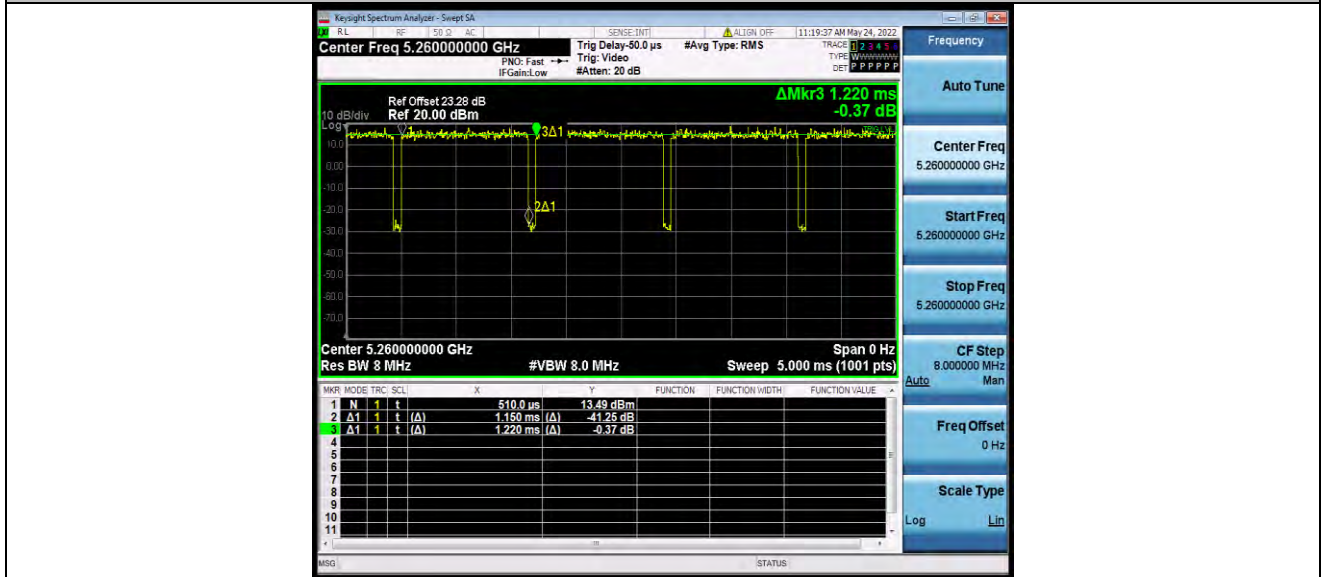 Keysight Spectrum Analyzer - Swept SA
RL RF 50 Ω AC SENSE:INT ALIGN OFF 11:19:37 AM May 24, 2022
Center Freq 5.260000000 GHz
Trig Delay-50.0 µs #Avg Type: RMS
TRACE 1 2 3 4 5 6
PNO: Fast Trig: Video
TYPE WWWWWW
IFGain:Low #Atten: 20 dB
DET P P P P P P
Frequency
Auto Tune
Center Freq
5.260000000 GHz
Start Freq
5.260000000 GHz
Stop Freq
5.260000000 GHz
CF Step
8.000000 MHz
Auto Man
Freq Offset
0 Hz
Scale Type
Log Lin
ΔMkr3 1.220 ms
-0.37 dB
Ref Offset 23.28 dB
10 dB/div Ref 20.00 dBm
Log
1
3Δ1
2Δ1
10.0
0.00
-10.0
-20.0
-30.0
-40.0
-50.0
-60.0
-70.0
Center 5.260000000 GHz Span 0 Hz
Res BW 8 MHz #VBW 8.0 MHz Sweep 5.000 ms (1001 pts)
MKR MODE TRC SCL X Y FUNCTION FUNCTION WIDTH FUNCTION VALUE
1 N 1 t 510.0 µs 13.49 dBm
2 Δ1 1 t (Δ) 1.150 ms (Δ) -41.25 dB
3 Δ1 1 t (Δ) 1.220 ms (Δ) -0.37 dB
4
5
6
7
8
9
10
11
MSG STATUS